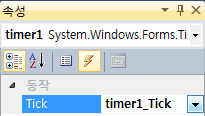 속성
timer1 System.Windows.Forms.Ti
동작
Tick timer1_Tick